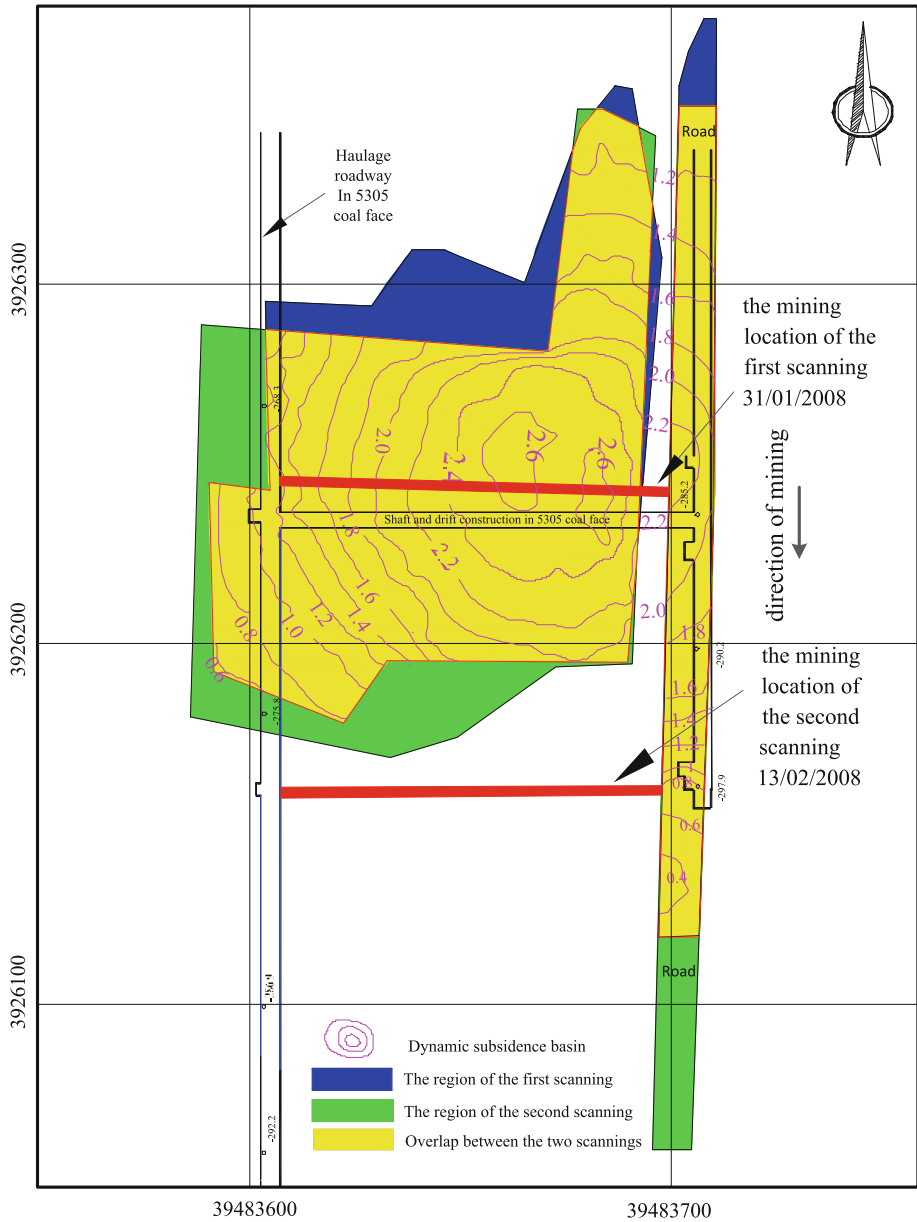 Road
Haulage
roadway
In 5305
coal face
1.2
1.4
3926300
1.6
the mining
location of the
first scanning
31/01/2008
1.8
2.0
2.2
-268.3
2.0
2.4
2.6
2.6
-285.2
direction of mining
Shaft and drift construction in 5305 coal face
2.2
1.8
2.2
1.6
1.4
1.2
1.0
0.8
0.6
2.0
1.8
3926200
-290.2
the mining
location of
the second
scanning
13/02/2008
1.6
1.4
1.2
1
0.8
-275.8
-297.9
0.6
0.4
Road
3926100
Dynamic subsidence basin
The region of the first scanning
The region of the second scanning
Overlap between the two scannings
-292.2
39483600
39483700